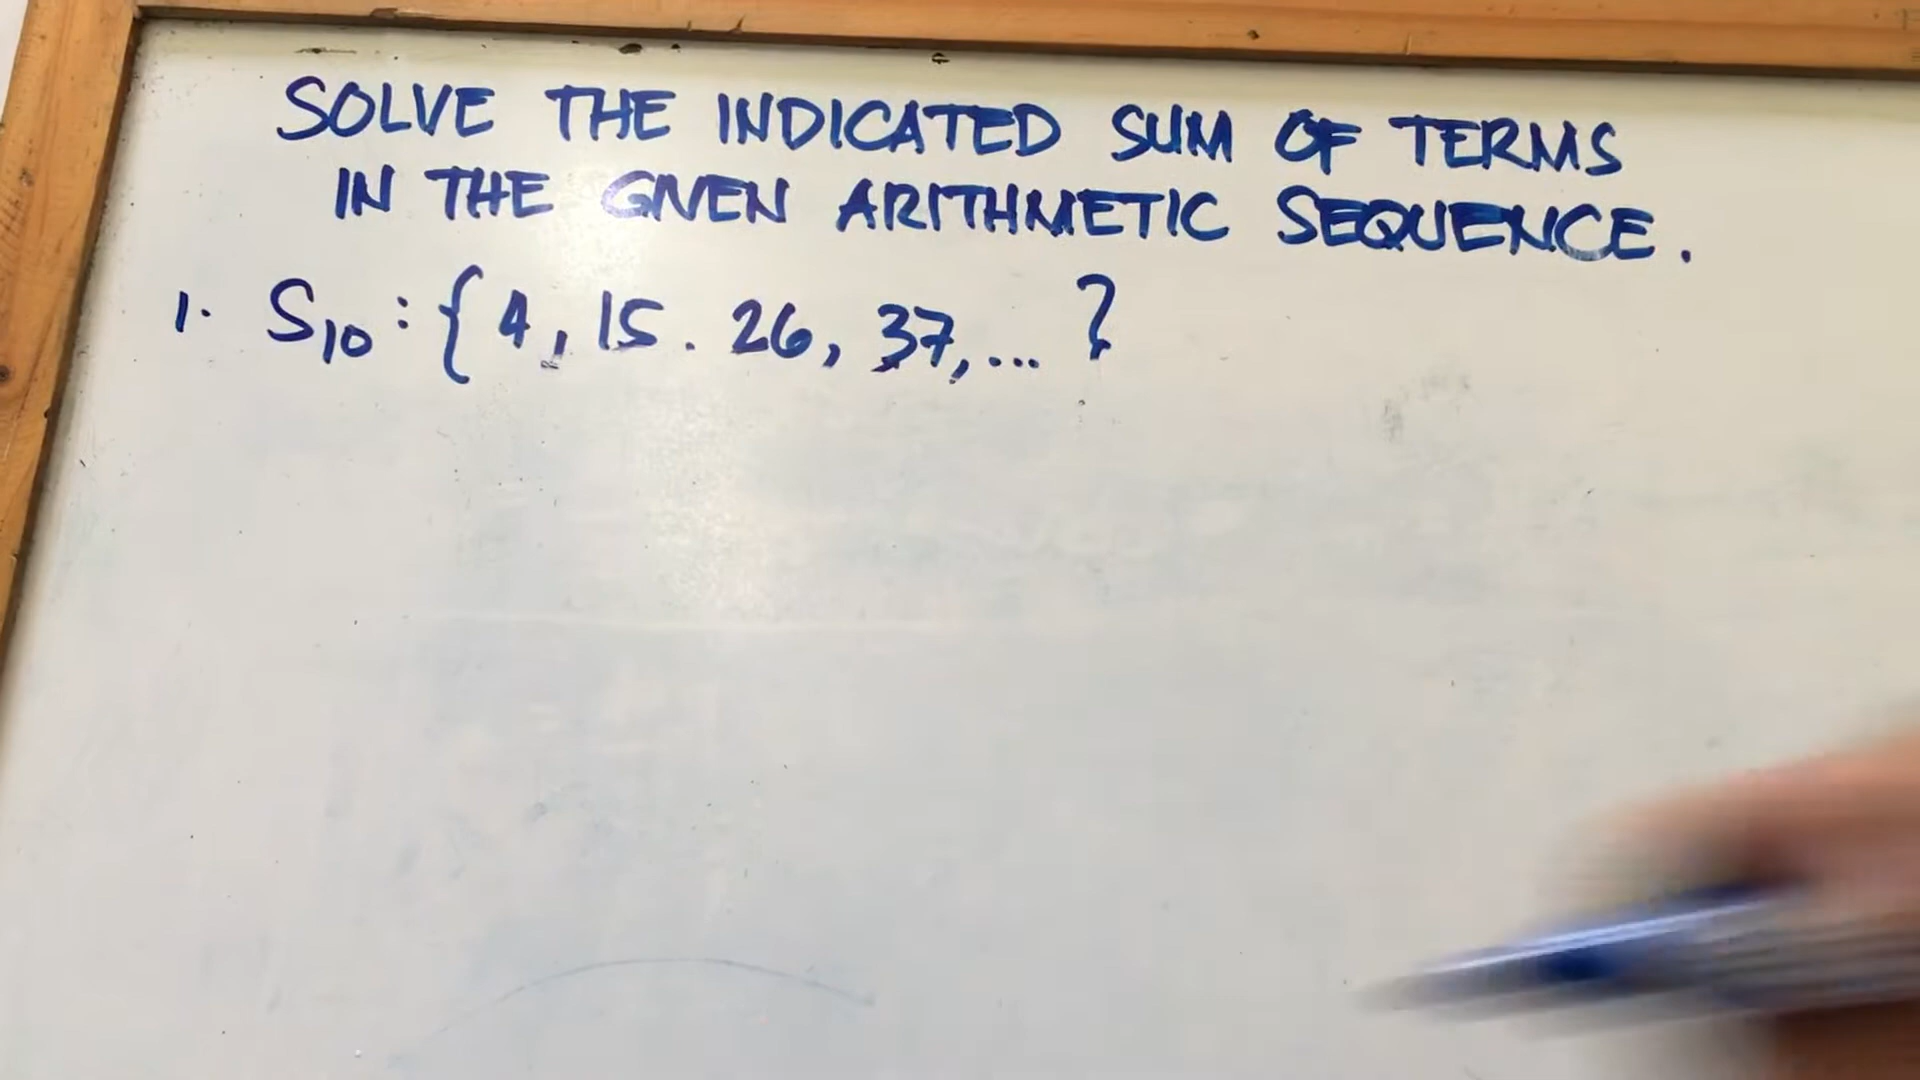 SOLVE THE INDICATED SUM OF TERMS
IN THE GIVEN ARITHMETIC SEQUENCE.
1. S₁₀ : { 4, 15. 26, 37, ... }